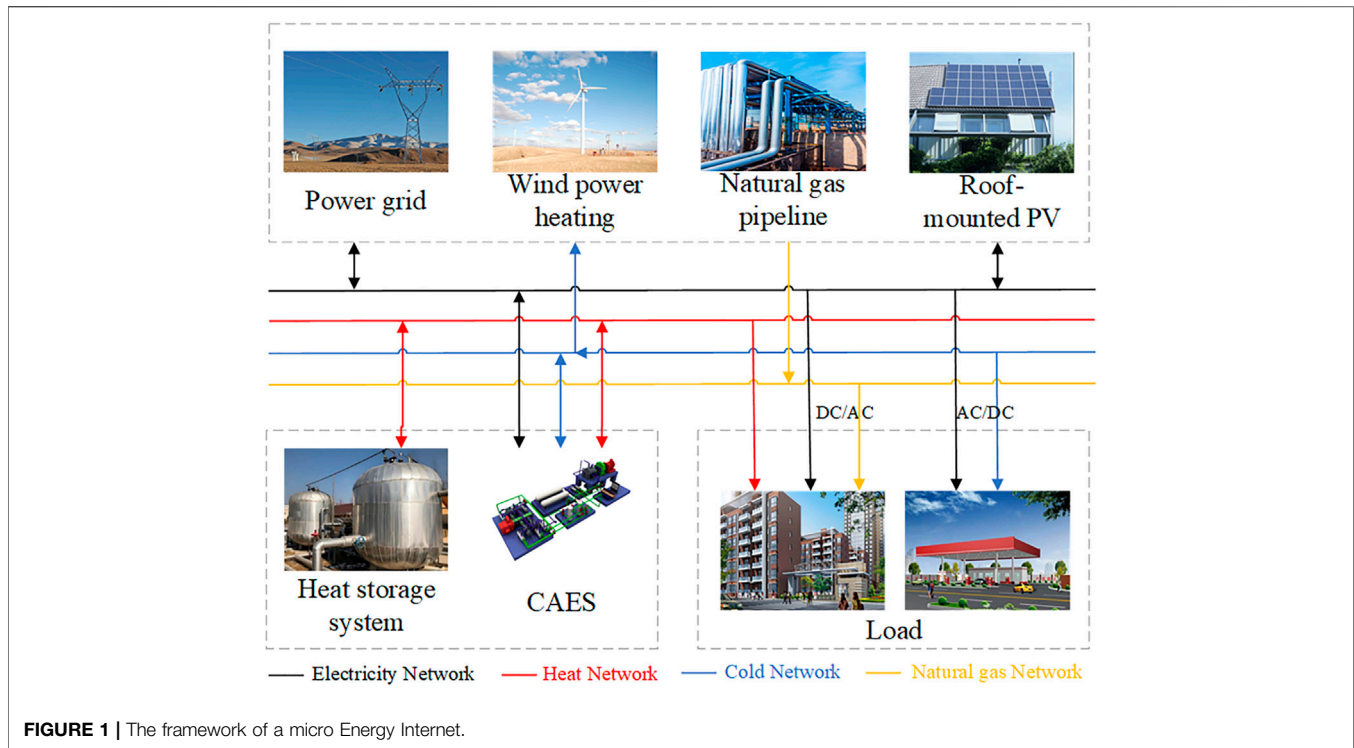 Power grid
Wind power
heating
Natural gas
pipeline
Roof-
mounted PV
DC/AC
AC/DC
Heat storage
system
CAES
Load
Electricity Network
Heat Network
Cold Network
Natural gas Network
FIGURE 1 | The framework of a micro Energy Internet.